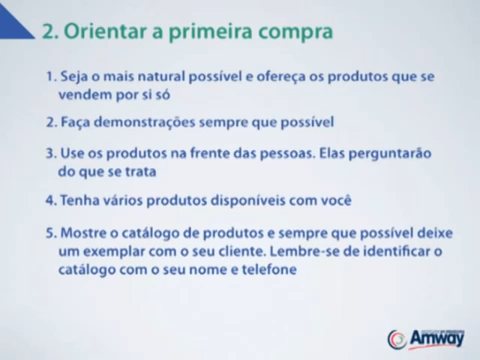 2. Orientar a primeira compra
1. Seja o mais natural possível e ofereça os produtos que se
vendem por si só
2. Faça demonstrações sempre que possível
3. Use os produtos na frente das pessoas. Elas perguntarão
do que se trata
4. Tenha vários produtos disponíveis com você
5. Mostre o catálogo de produtos e sempre que possível deixe
um exemplar com o seu cliente. Lembre-se de identificar o
catálogo com o seu nome e telefone
Amway